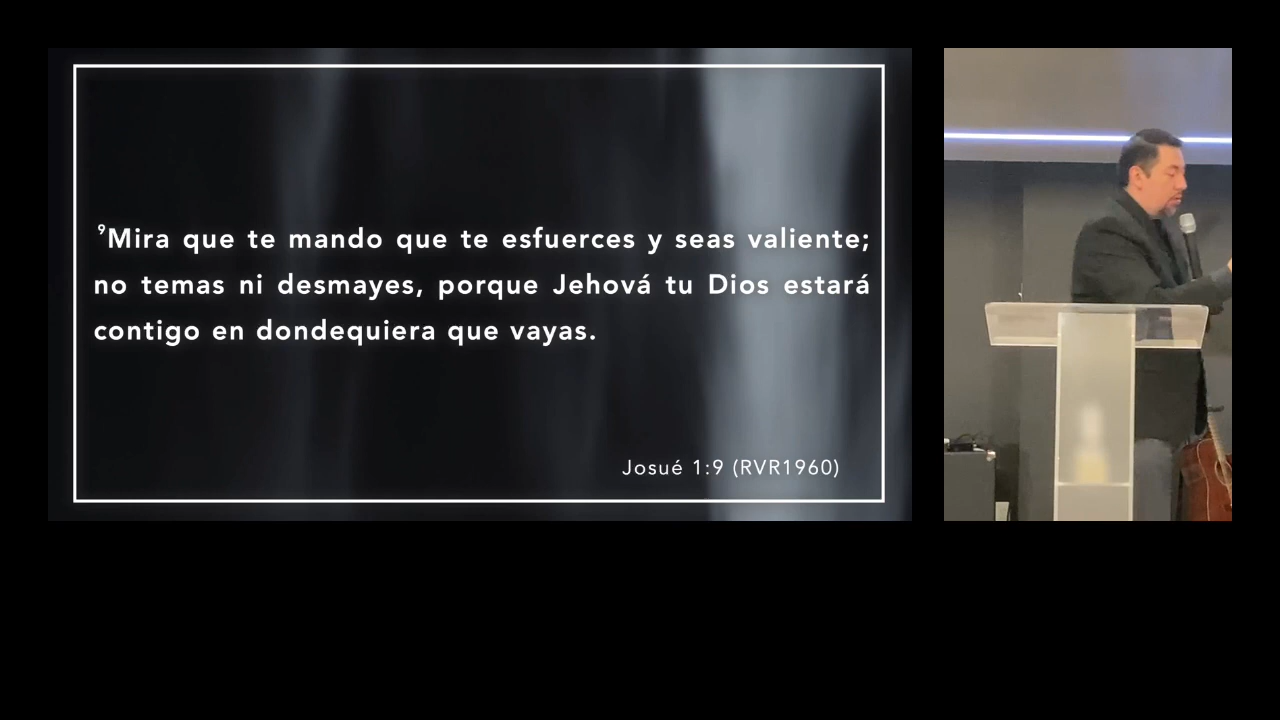 ⁹Mira que te mando que te esfuerces y seas valiente;
no temas ni desmayes, porque Jehová tu Dios estará
contigo en dondequiera que vayas.
Josué 1:9 (RVR1960)